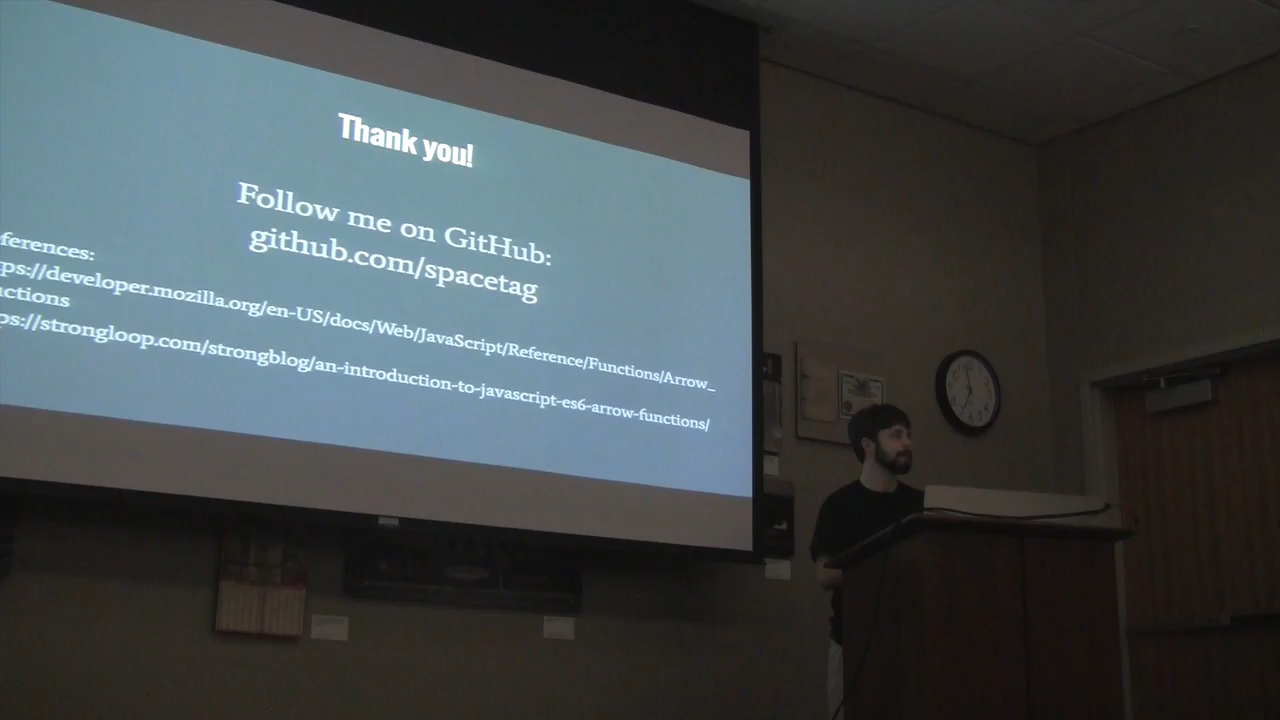 Thank you!
Follow me on GitHub:
github.com/spacetag
ferences:
ps://developer.mozilla.org/en-US/docs/Web/JavaScript/Reference/Functions/Arrow_
ctions
ps://strongloop.com/strongblog/an-introduction-to-javascript-es6-arrow-functions/